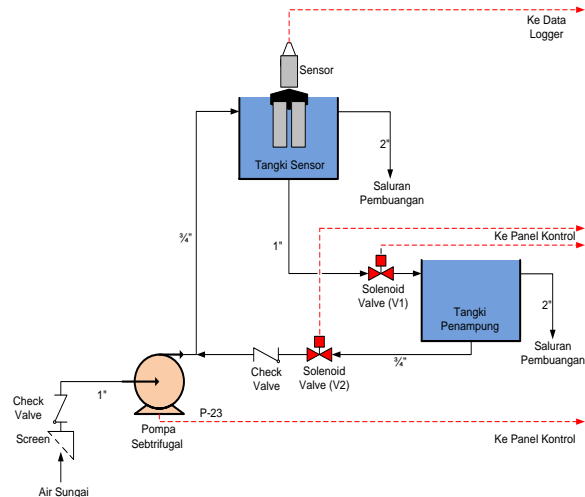 Ke Data
Logger
Sensor
Tangki Sensor
2"
Saluran
Pembuangan
¾"
1"
Ke Panel Kontrol
Solenoid
Valve (V1)
Tangki
Penampung
2"
Saluran
Pembuangan
Check
Valve
Solenoid
Valve (V2)
¾"
Check
Valve
1"
Screen
P-23
Pompa
Sebtrifugal
Ke Panel Kontrol
Air Sungai